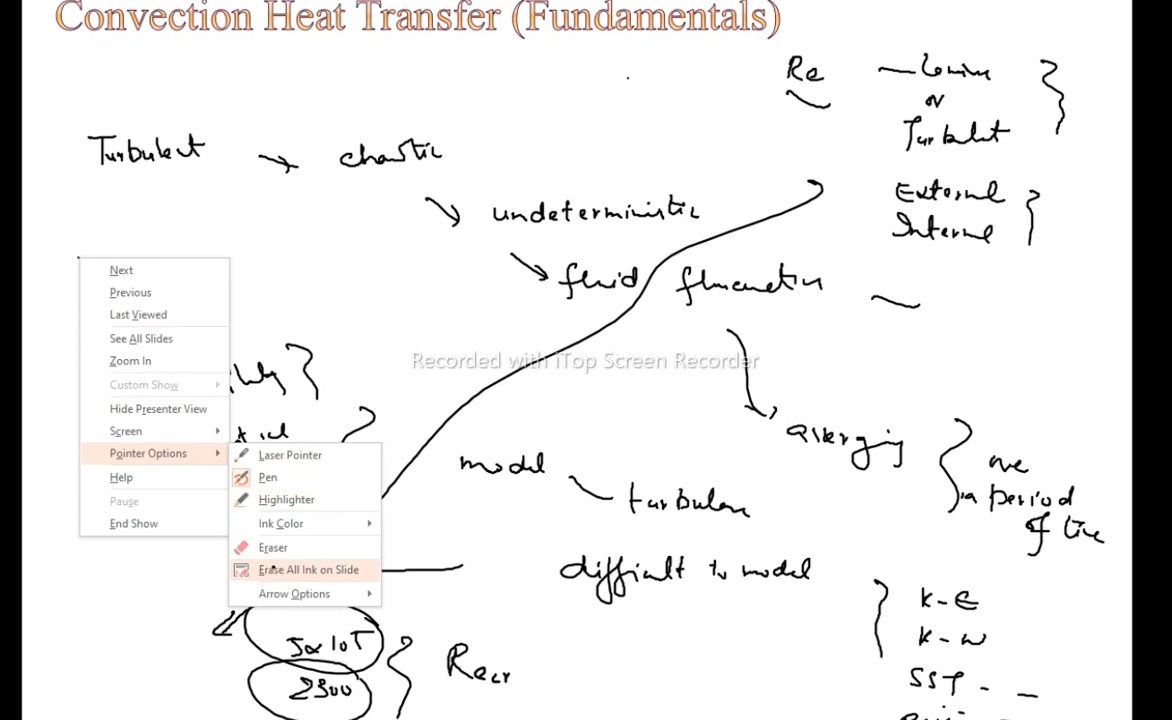 Convection Heat Transfer (Fundamentals)
Re
Laminar
or
Turbulent
External
Internal
Turbulent → chaotic
undeterministic
fluid
Recorded with iTop Screen Recorder
averaging
over
a period
of time
model
turbulence
difficult to model
K-ε
K-ω
SST
Next
Previous
Last Viewed
See All Slides
Zoom In
Custom Show
Hide Presenter View
Screen
Pointer Options
Help
Pause
End Show
Laser Pointer
Pen
Highlighter
Ink Color
Eraser
Erase All Ink on Slide
Arrow Options
5x10
2300
Recr